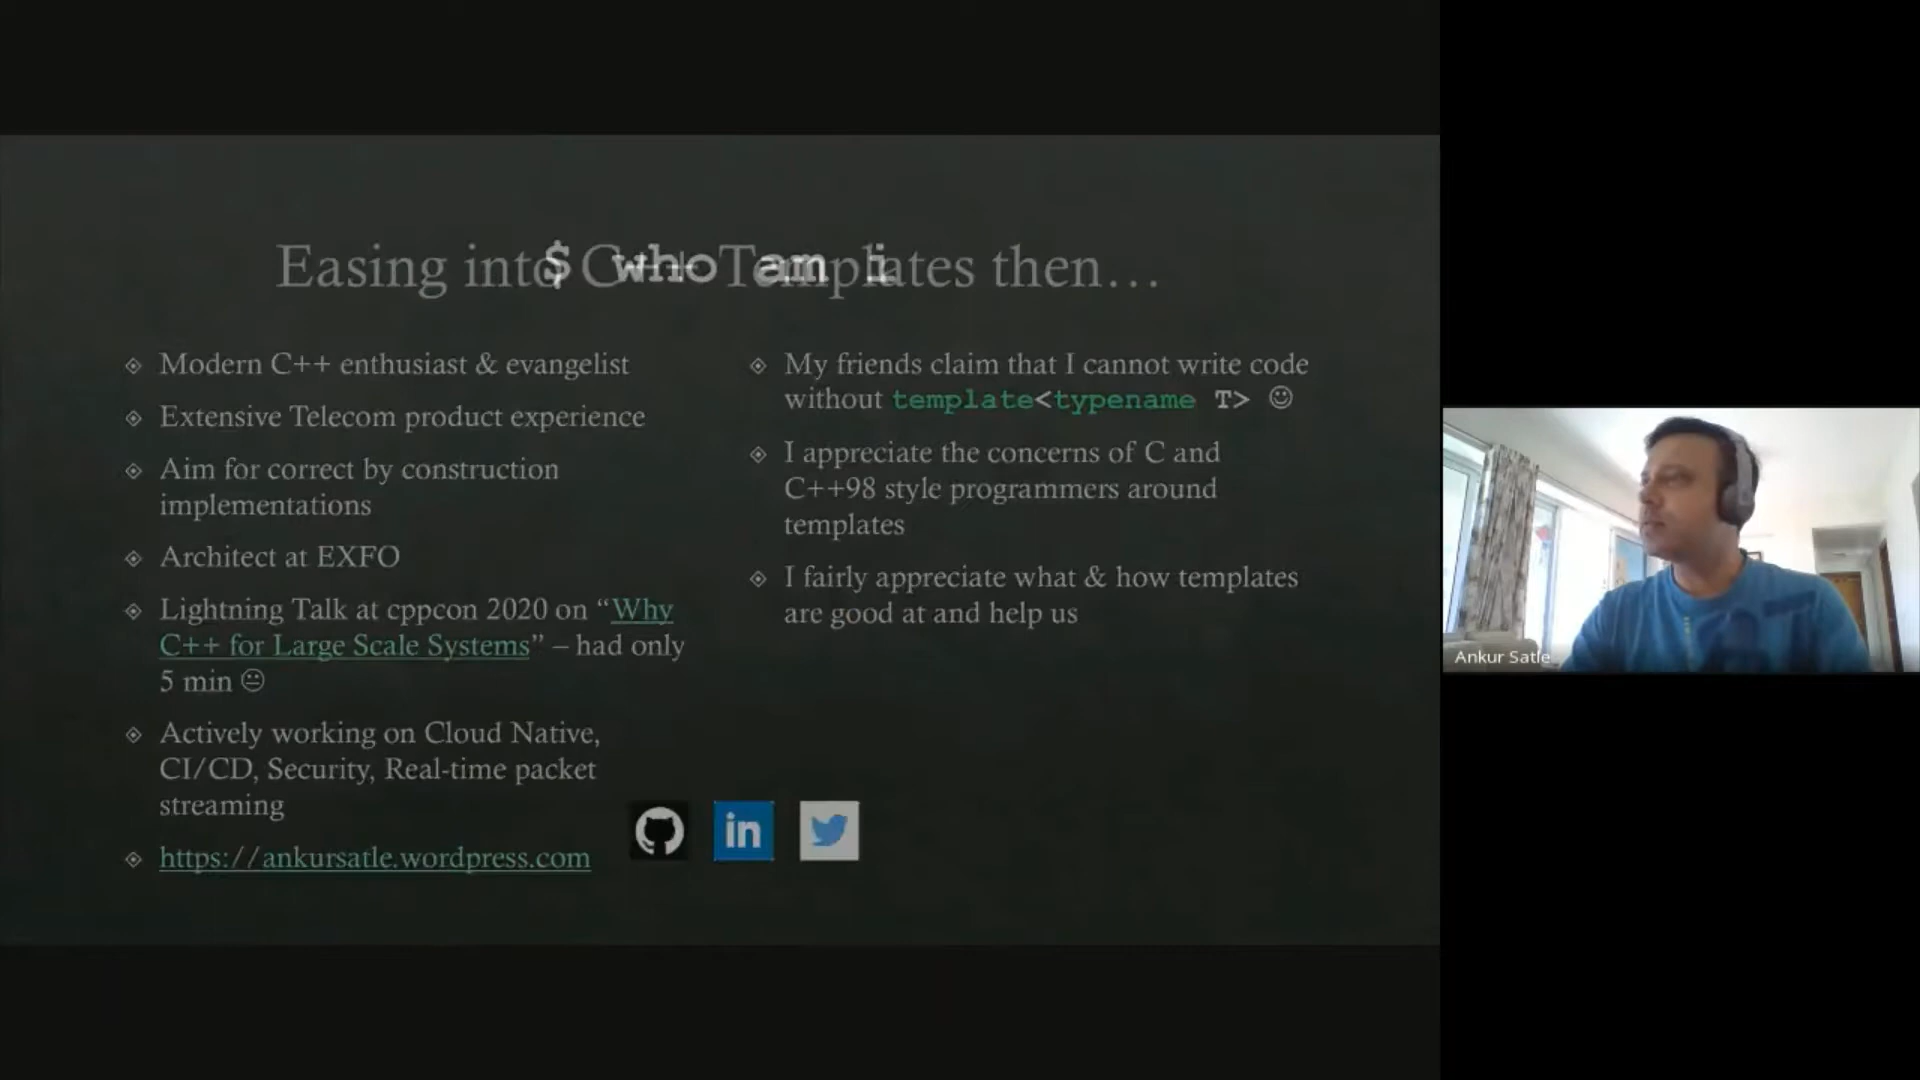 Easing into C++ Templates then...
$ who am i
Modern C++ enthusiast & evangelist
Extensive Telecom product experience
Aim for correct by construction
implementations
Architect at EXFO
Lightning Talk at cppcon 2020 on “Why
C++ for Large Scale Systems” – had only
5 min 😐
Actively working on Cloud Native,
CI/CD, Security, Real-time packet
streaming
https://ankursatle.wordpress.com
My friends claim that I cannot write code
without template<typename T> ☺
I appreciate the concerns of C and
C++98 style programmers around
templates
I fairly appreciate what & how templates
are good at and help us
in
Ankur Satle